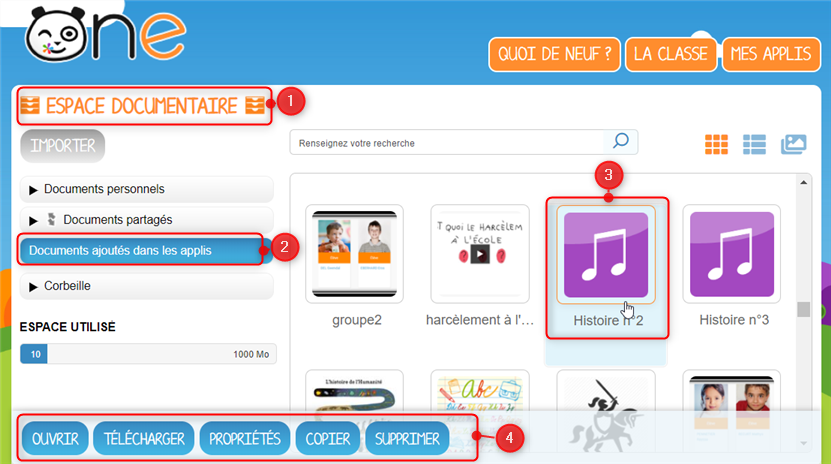 one
QUOI DE NEUF ?
LA CLASSE
MES APPLIS
ESPACE DOCUMENTAIRE
1
IMPORTER
Renseignez votre recherche
3
Documents personnels
Documents partagés
Documents ajoutés dans les applis
2
Corbeille
T QUOI LE HARCÈLEM
À L'ÉCOLE
?
?
groupe2
harcèlement à l'...
Histoire n°2
Histoire n°3
ESPACE UTILISÉ
10
1000 Mo
L'histoire de l'Humanité
ABC
OUVRIR
TÉLÉCHARGER
PROPRIÉTÉS
COPIER
SUPPRIMER
4